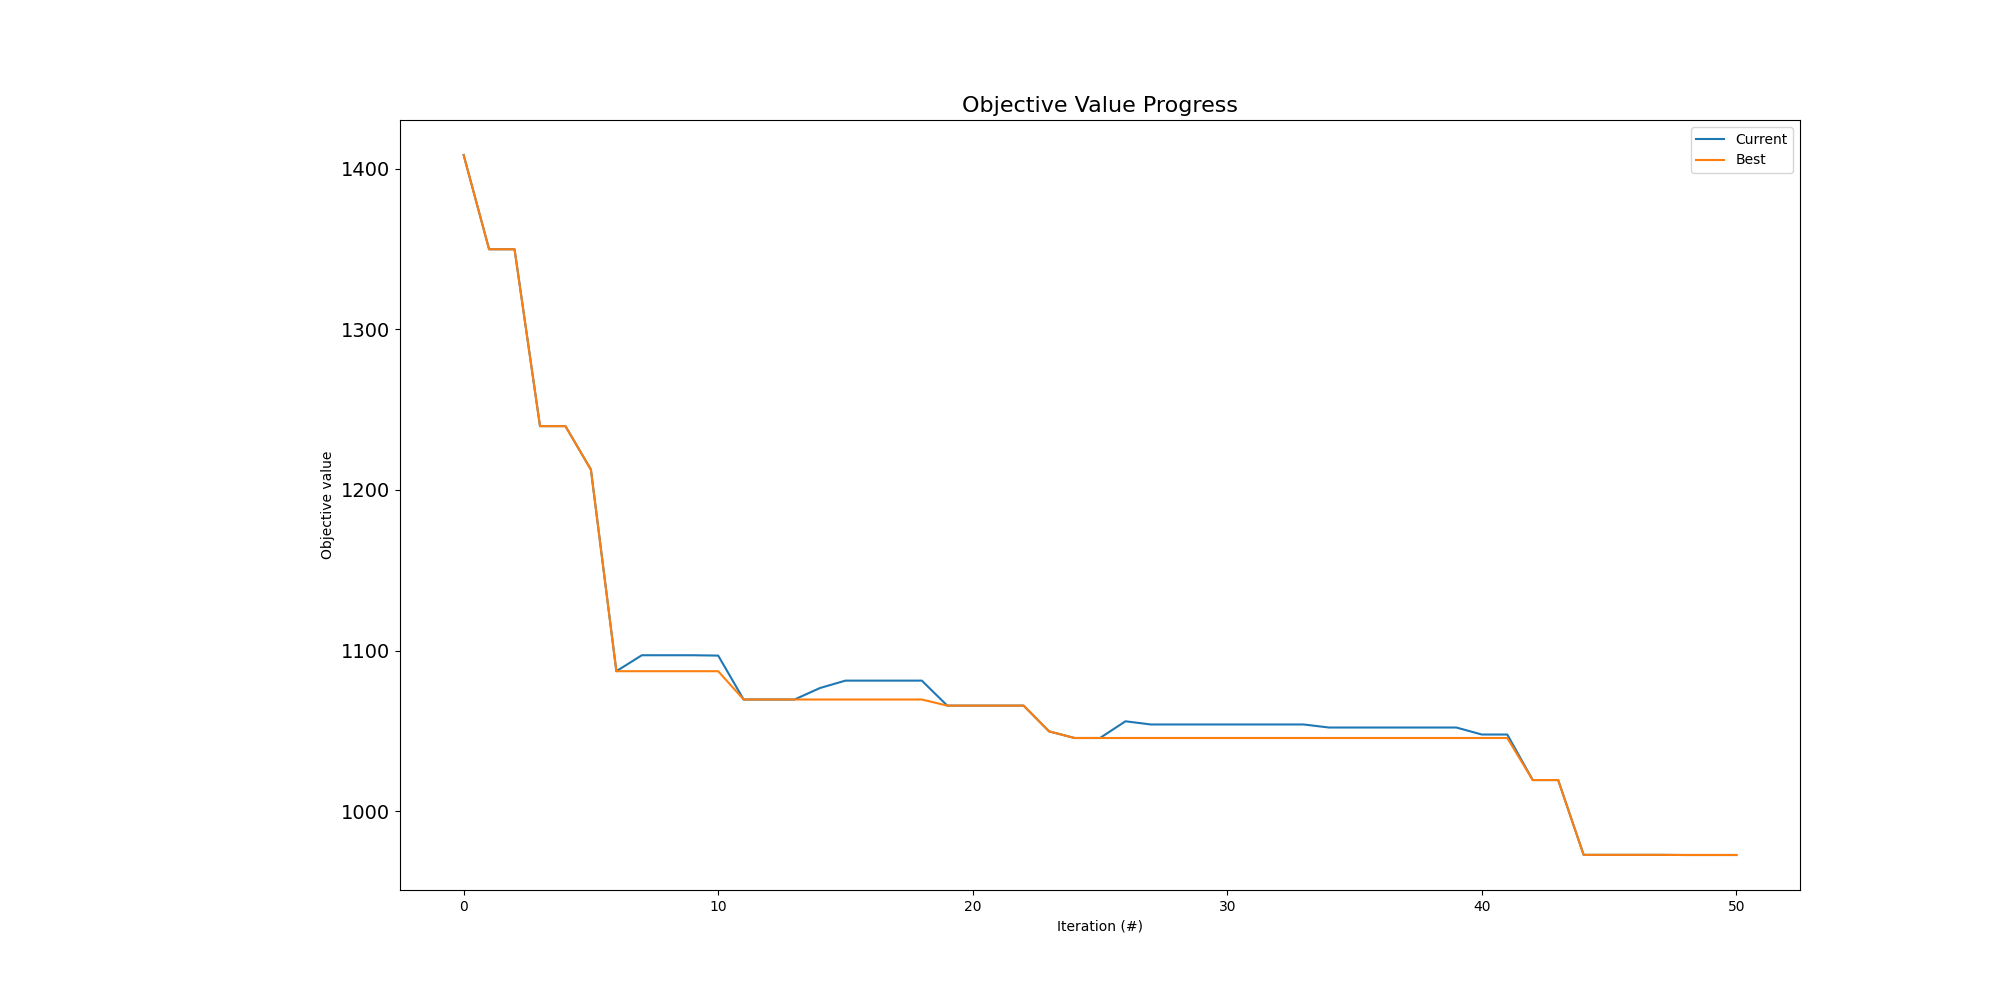 Objective Value Progress
Current
Best
1400
1300
1200
1100
1000
Objective value
0 10 20 30 40 50
Iteration (#)